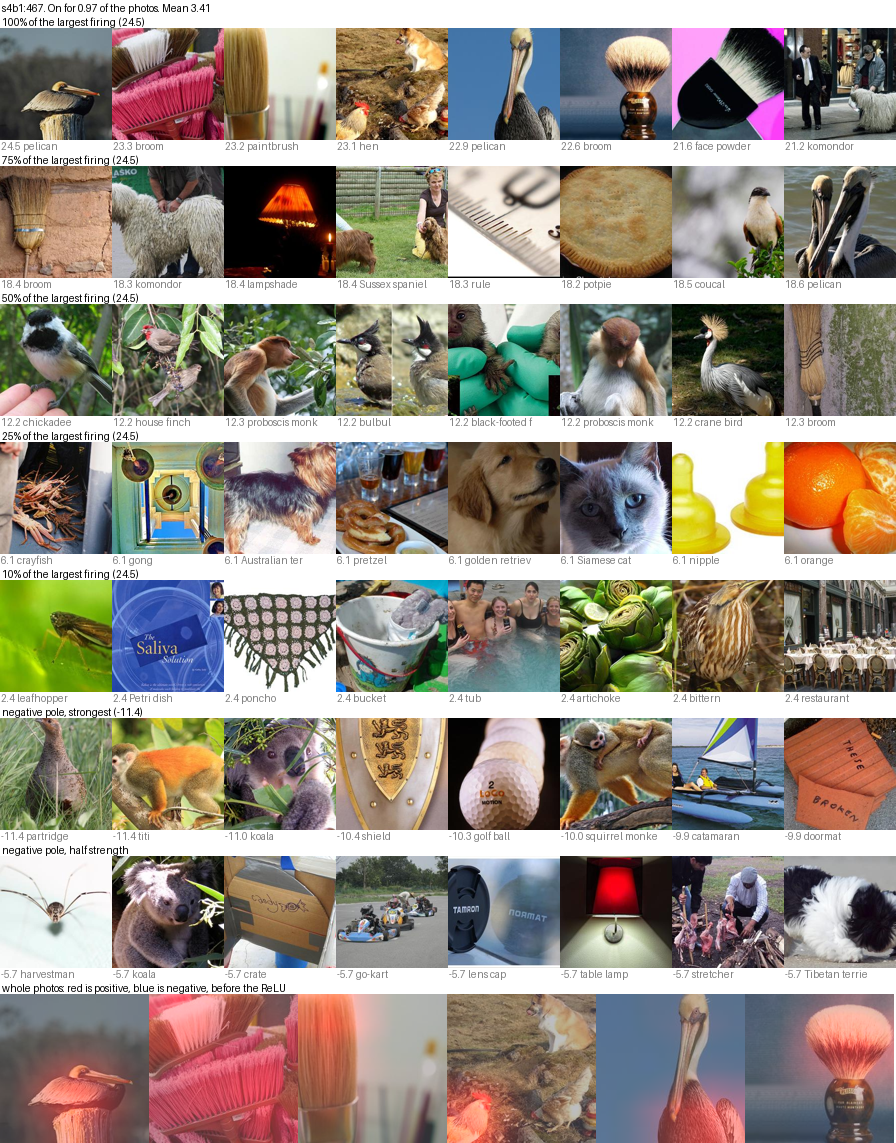 s4b1:467. On for 0.97 of the photos. Mean 3.41
100% of the largest firing (24.5)
24.5 pelican
23.3 broom
23.2 paintbrush
23.1 hen
22.9 pelican
22.6 broom
21.6 face powder
21.2 komondor
75% of the largest firing (24.5)
AŠKO
18.4 broom
18.3 komondor
18.4 lampshade
18.4 Sussex spaniel
18.3 rule
18.2 potpie
18.5 coucal
18.6 pelican
50% of the largest firing (24.5)
12.2 chickadee
12.2 house finch
12.3 proboscis monk
12.2 bulbul
12.2 black-footed f
12.2 proboscis monk
12.2 crane bird
12.3 broom
25% of the largest firing (24.5)
6.1 crayfish
6.1 gong
6.1 Australian ter
6.1 pretzel
6.1 golden retriev
6.1 Siamese cat
6.1 nipple
6.1 orange
10% of the largest firing (24.5)
The
Saliva
Solution
2.4 leafhopper
2.4 Petri dish
2.4 poncho
2.4 bucket
2.4 tub
2.4 artichoke
2.4 bittern
2.4 restaurant
negative pole, strongest (-11.4)
2
LOGO
MOTION
THESE
BROKEN
-11.4 partridge
-11.4 titi
-11.0 koala
-10.4 shield
-10.3 golf ball
-10.0 squirrel monke
-9.9 catamaran
-9.9 doormat
negative pole, half strength
TAMRON
NORMAT
-5.7 harvestman
-5.7 koala
-5.7 crate
-5.7 go-kart
-5.7 lens cap
-5.7 table lamp
-5.7 stretcher
-5.7 Tibetan terrie
whole photos: red is positive, blue is negative, before the ReLU